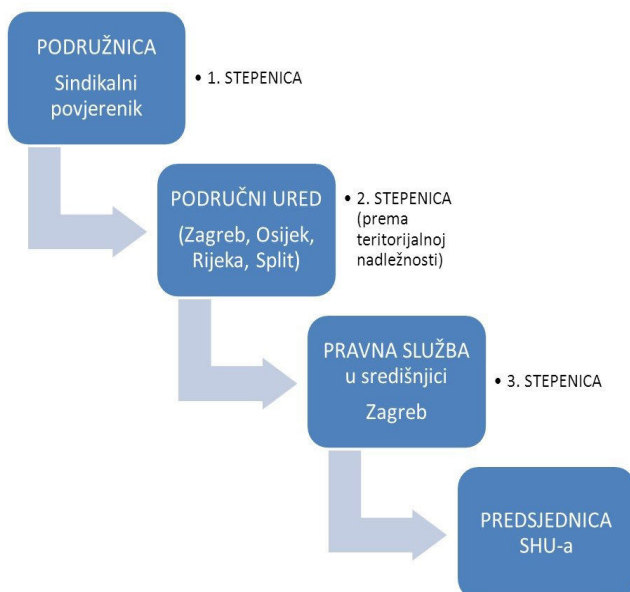 PODRUŽNICA
Sindikalni
povjerenik
• 1. STEPENICA
PODRUČNI URED
(Zagreb, Osijek,
Rijeka, Split)
• 2. STEPENICA
(prema
teritorijalnoj
nadležnosti)
PRAVNA SLUŽBA
u središnjici
Zagreb
• 3. STEPENICA
PREDSJEDNICA
SHU-a